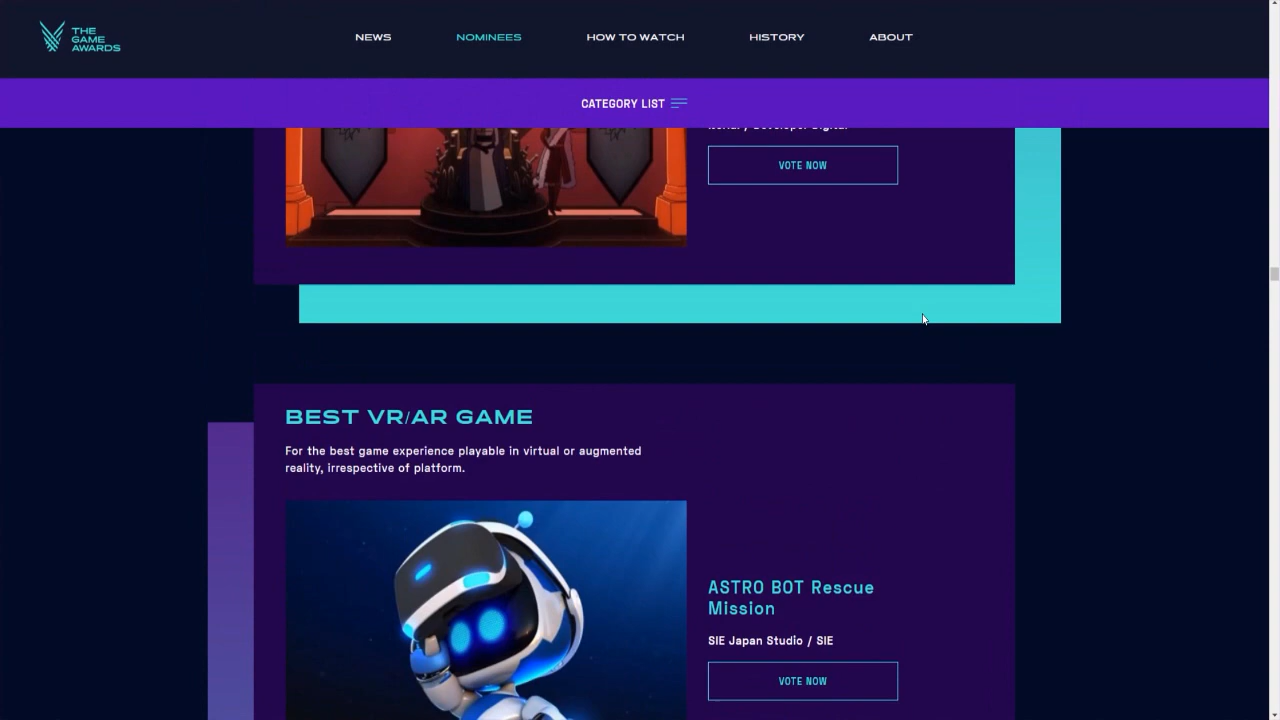 THE
GAME
AWARDS
NEWS
NOMINEES
HOW TO WATCH
HISTORY
ABOUT
CATEGORY LIST
VOTE NOW
BEST VR/AR GAME
For the best game experience playable in virtual or augmented
reality, irrespective of platform.
ASTRO BOT Rescue
Mission
SIE Japan Studio / SIE
VOTE NOW